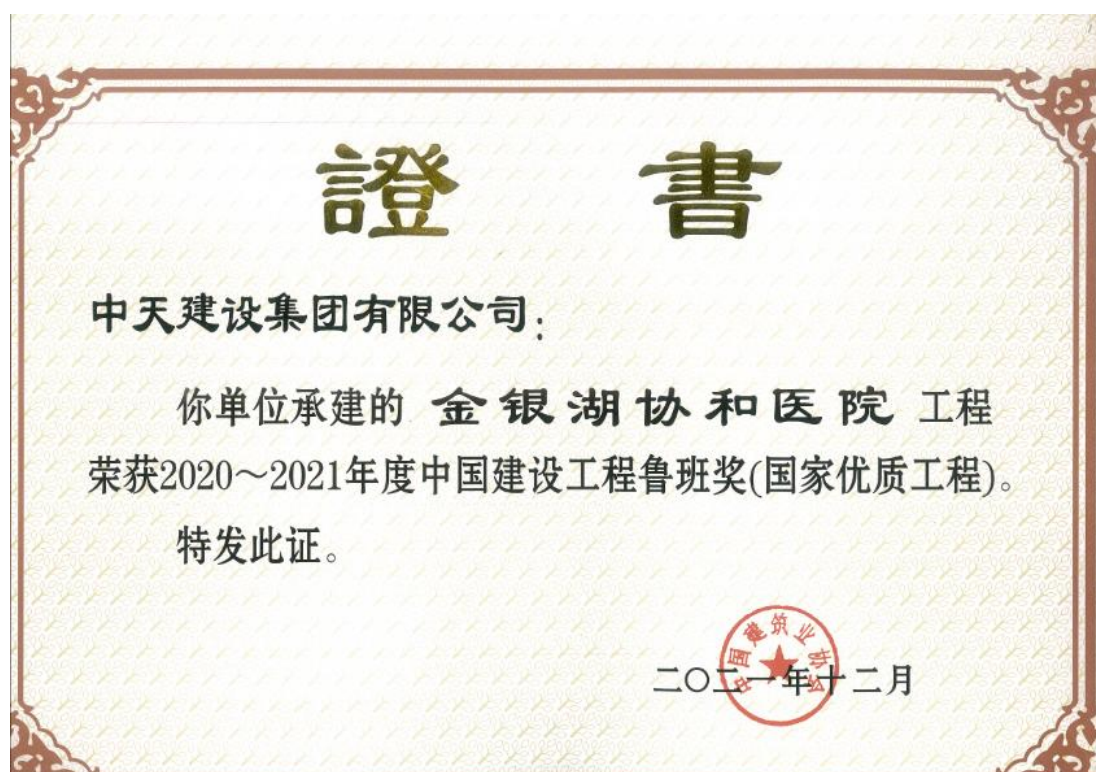 證 書
中天建设集团有限公司：
你单位承建的 金银湖协和医院 工程
荣获2020～2021年度中国建设工程鲁班奖(国家优质工程)。
特发此证。
中国建筑业协会
二〇二一年十二月